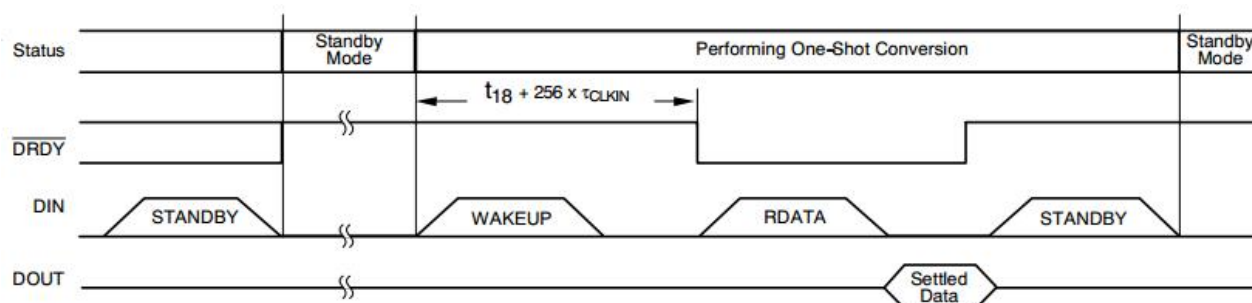 Status
Standby
Mode
Performing One-Shot Conversion
Standby
Mode
t18 + 256 x τCLKIN
DRDY
DIN
STANDBY
WAKEUP
RDATA
STANDBY
DOUT
Settled
Data